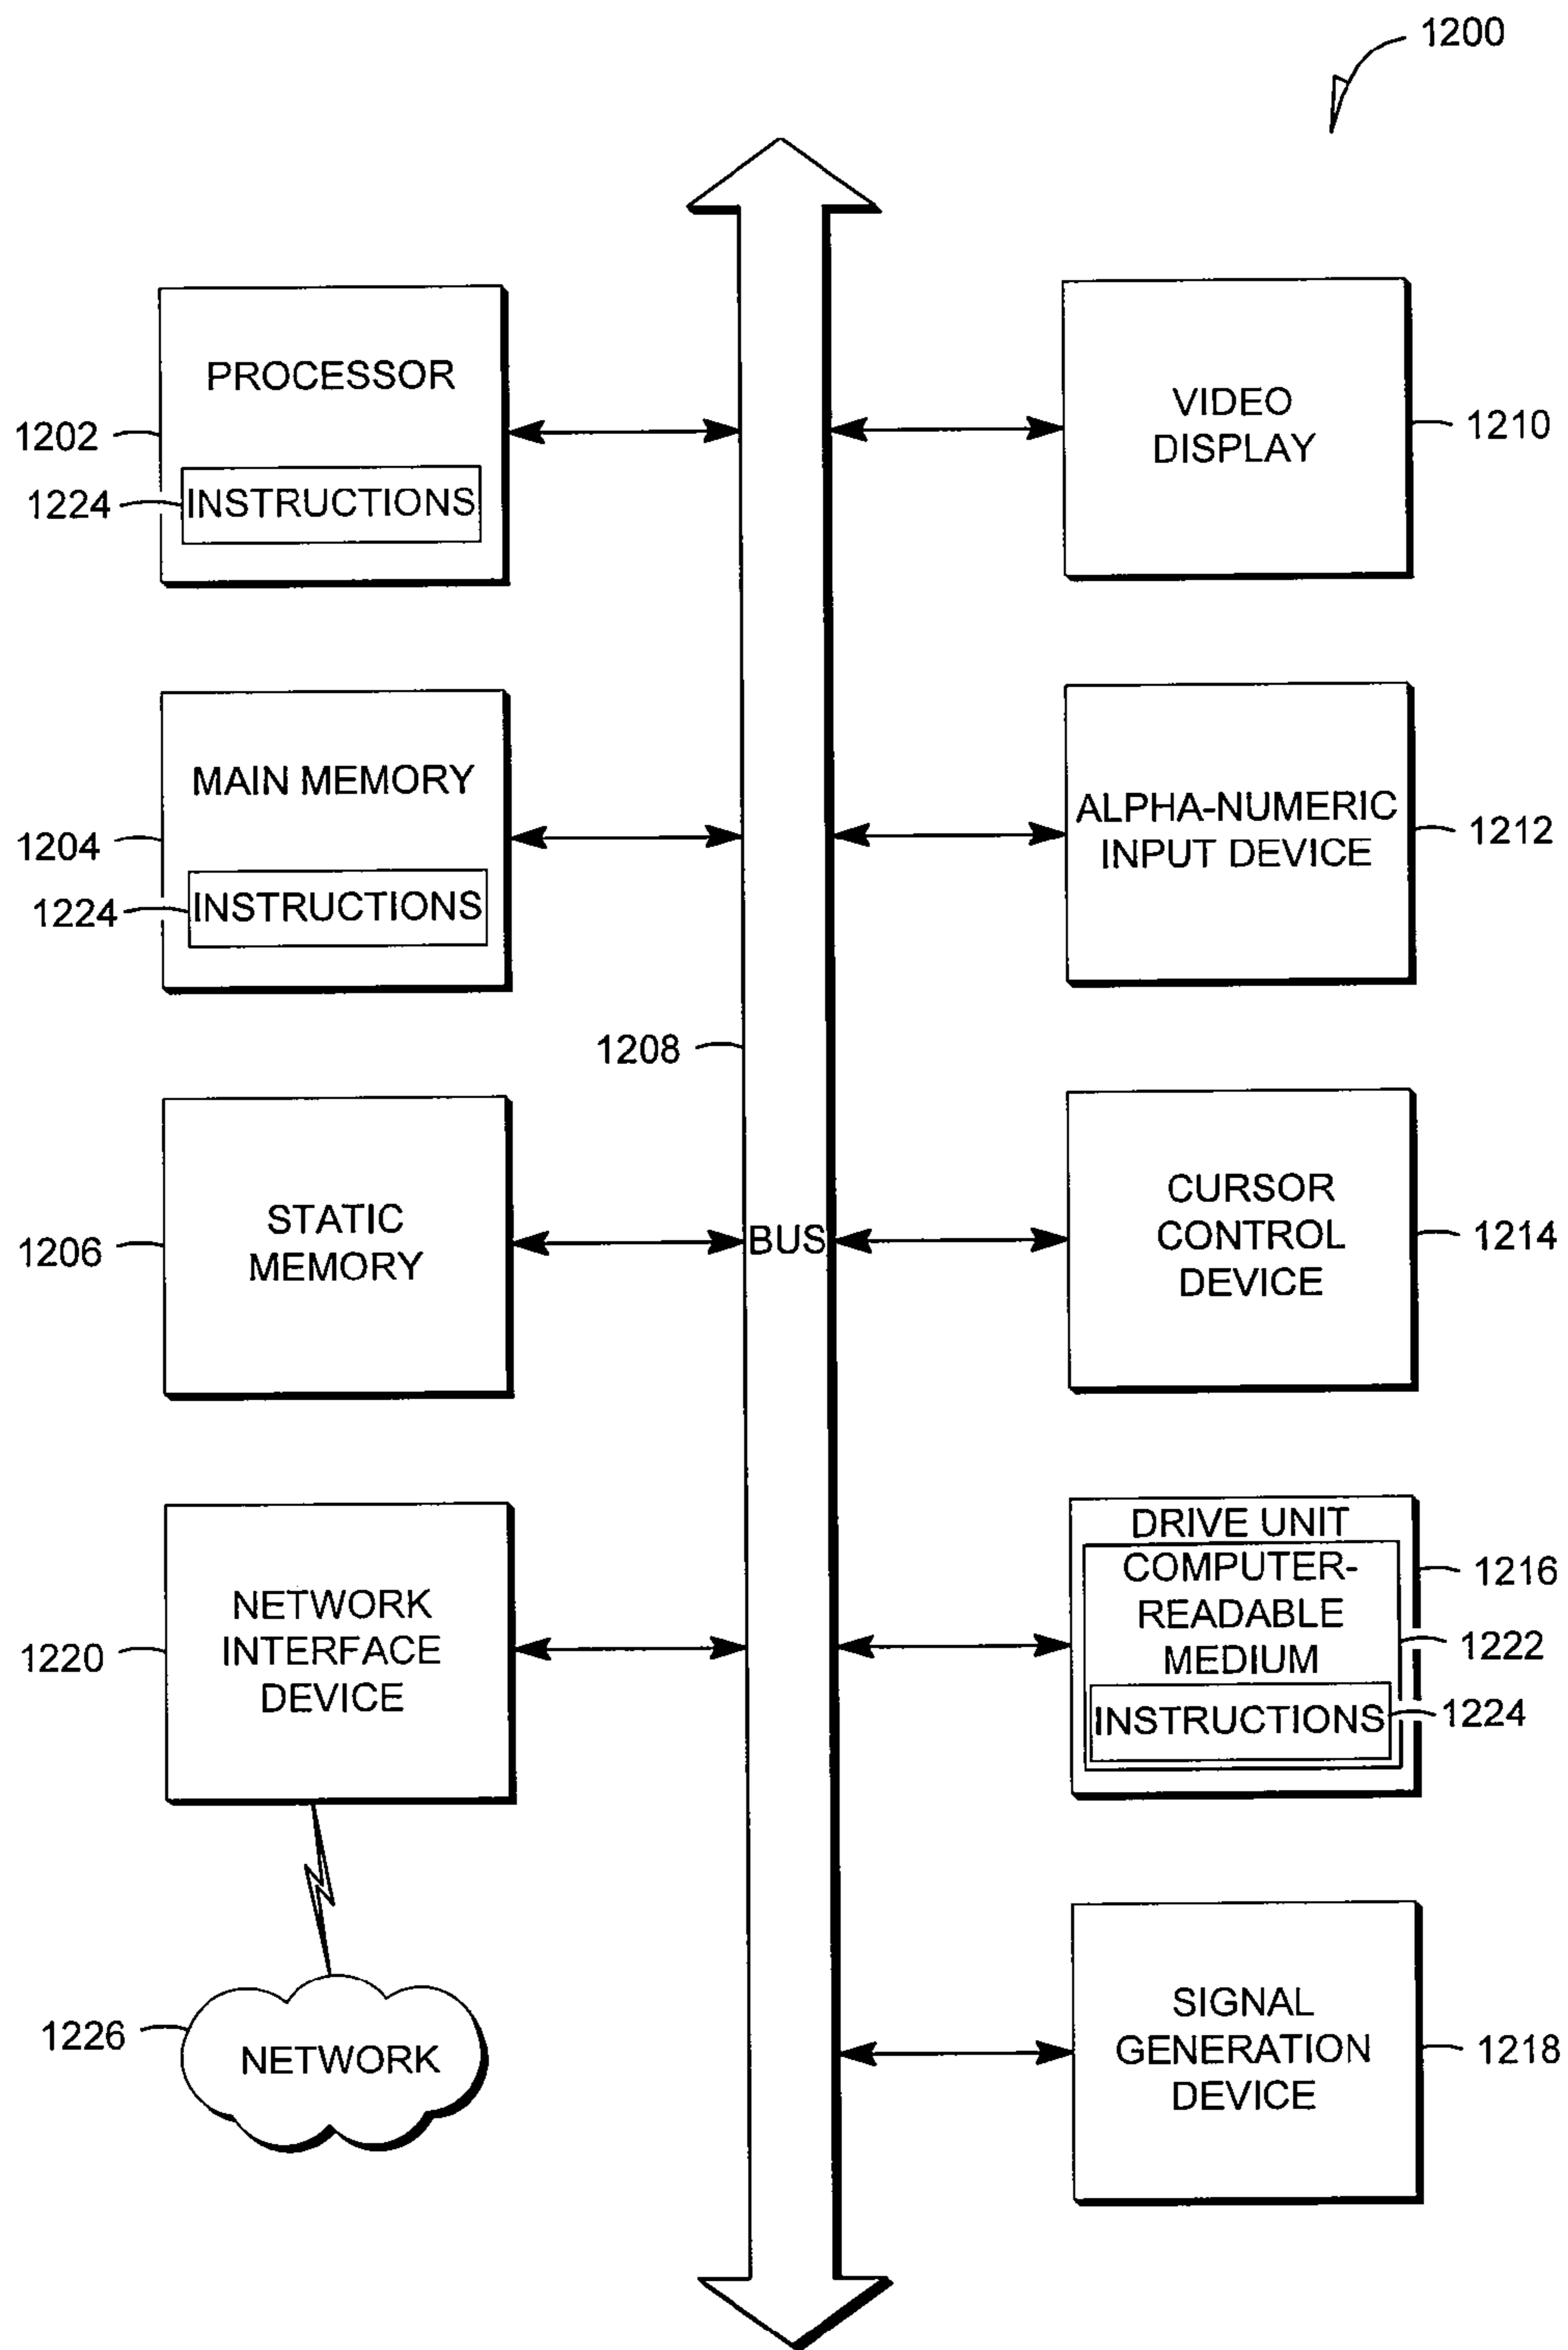 1200
PROCESSOR
1202
1224
INSTRUCTIONS
VIDEO
DISPLAY
1210
MAIN MEMORY
1204
1224
INSTRUCTIONS
ALPHA-NUMERIC
INPUT DEVICE
1212
1208
BUS
STATIC
MEMORY
1206
CURSOR
CONTROL
DEVICE
1214
NETWORK
INTERFACE
DEVICE
1220
DRIVE UNIT
1216
COMPUTER-
READABLE
MEDIUM
1222
INSTRUCTIONS
1224
1226
NETWORK
SIGNAL
GENERATION
DEVICE
1218